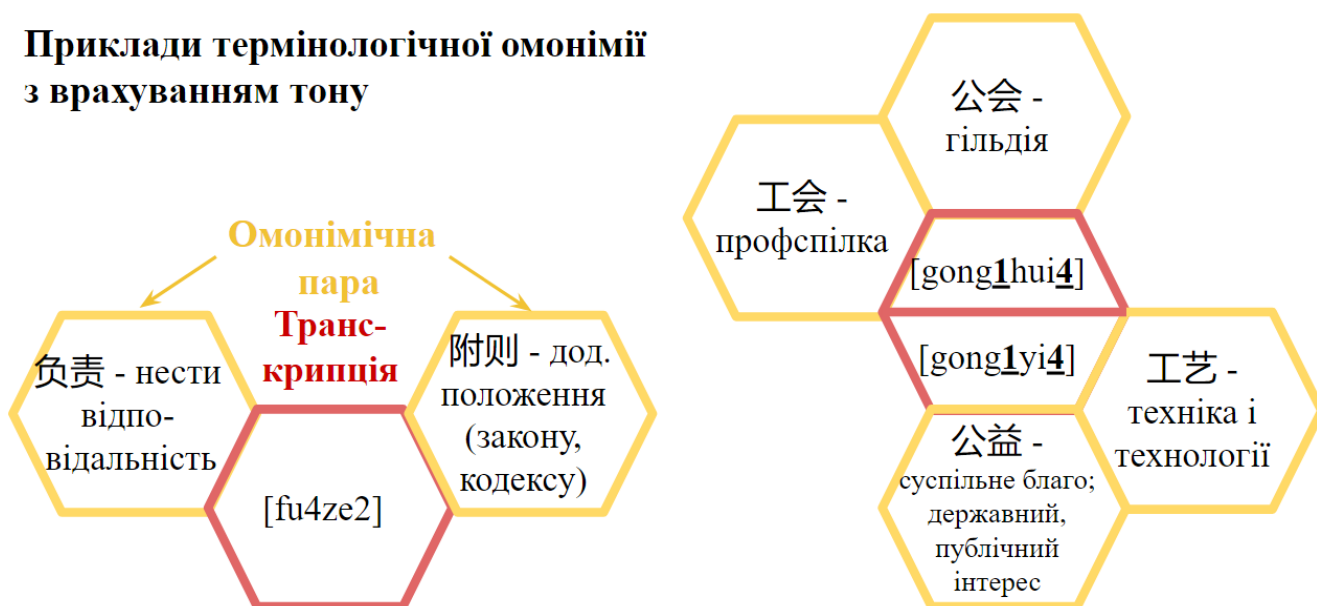 Приклади термінологічної омонімії
з врахуванням тону
Омонімічна
пара
Транс-
крипція
负责 - нести
відпо-
відальність
[fu4ze2]
附则 - дод.
положення
(закону,
кодексу)
公会 -
гільдія
工会 -
профспілка
[gong1hui4]
[gong1yi4]
工艺 -
техніка і
технології
公益 -
суспільне благо;
державний,
публічний
інтерес